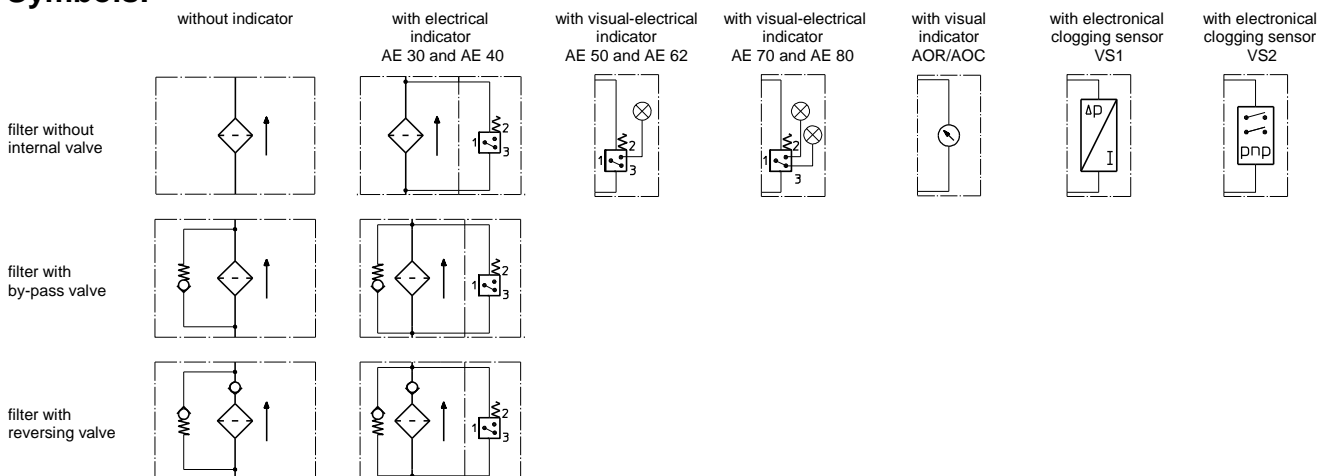 Symbols:
without indicator
with electrical
indicator
AE 30 and AE 40
with visual-electrical
indicator
AE 50 and AE 62
with visual-electrical
indicator
AE 70 and AE 80
with visual
indicator
AOR/AOC
with electronical
clogging sensor
VS1
with electronical
clogging sensor
VS2
filter without
internal valve
1 2 3
1 2 3
1 2 3
Δp
I
pnp
filter with
by-pass valve
1 2 3
filter with
reversing valve
1 2 3